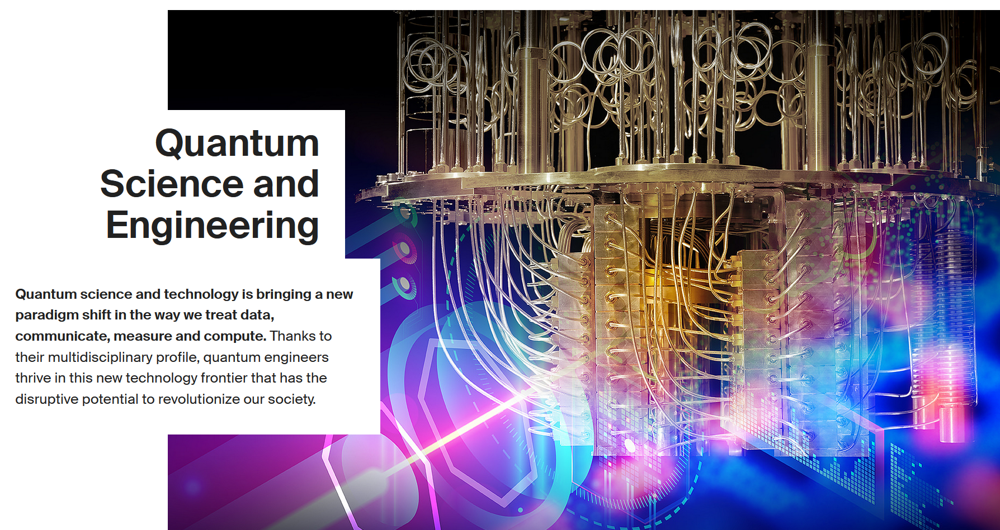 Quantum
Science and
Engineering
Quantum science and technology is bringing a new
paradigm shift in the way we treat data,
communicate, measure and compute. Thanks to
their multidisciplinary profile, quantum engineers
thrive in this new technology frontier that has the
disruptive potential to revolutionize our society.